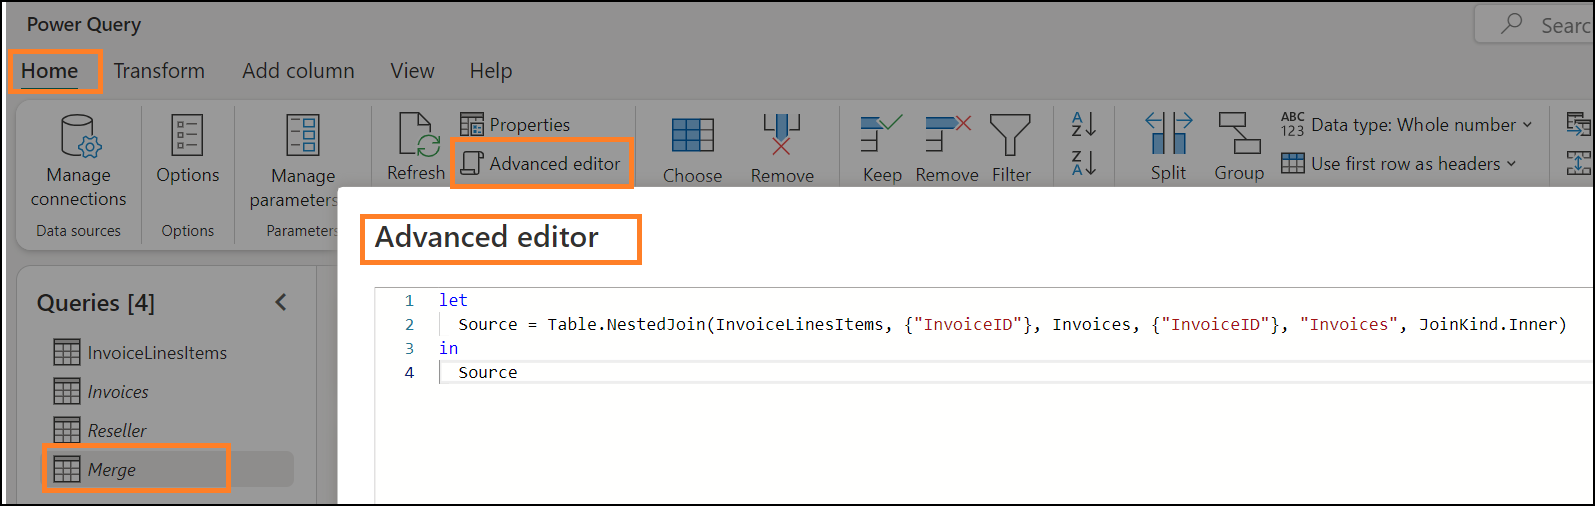 Power Query
Searc
Home Transform Add column View Help
Manage connections
Options
Manage parameters
Refresh
Properties
Advanced editor
Choose
Remove
Keep
Remove
Filter
A
Z
Z
A
Split
Group
ABC
123
Data type: Whole number
Use first row as headers
Data sources
Options
Parameters
Advanced editor
Queries [4]
InvoiceLinesItems
Invoices
Reseller
Merge
1 let
2 Source = Table.NestedJoin(InvoiceLinesItems, {"InvoiceID"}, Invoices, {"InvoiceID"}, "Invoices", JoinKind.Inner)
3 in
4 Source